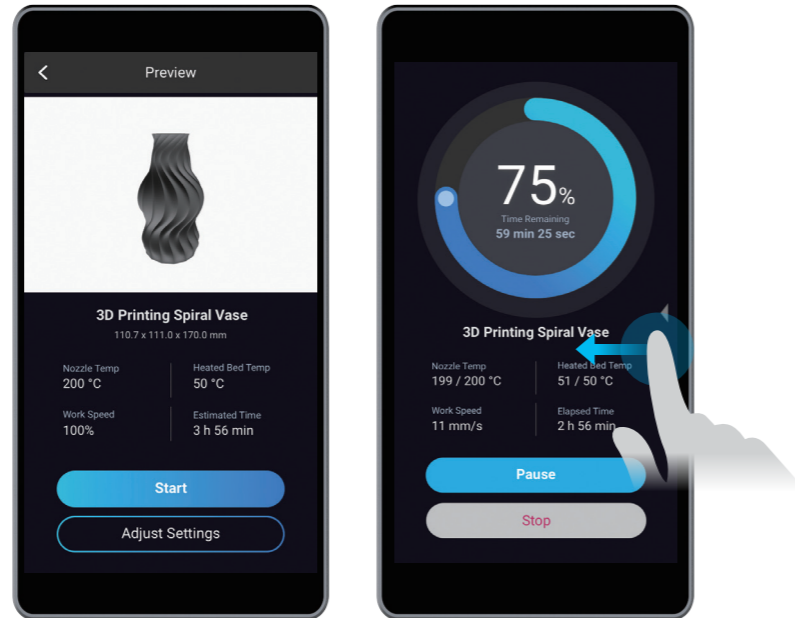 Preview
3D Printing Spiral Vase
110.7 x 111.0 x 170.0 mm
Nozzle Temp
200 °C
Heated Bed Temp
50 °C
Work Speed
100%
Estimated Time
3 h 56 min
Start
Adjust Settings
75%
Time Remaining
59 min 25 sec
3D Printing Spiral Vase
Nozzle Temp
199 / 200 °C
Heated Bed Temp
51 / 50 °C
Work Speed
11 mm/s
Elapsed Time
2 h 56 min
Pause
Stop